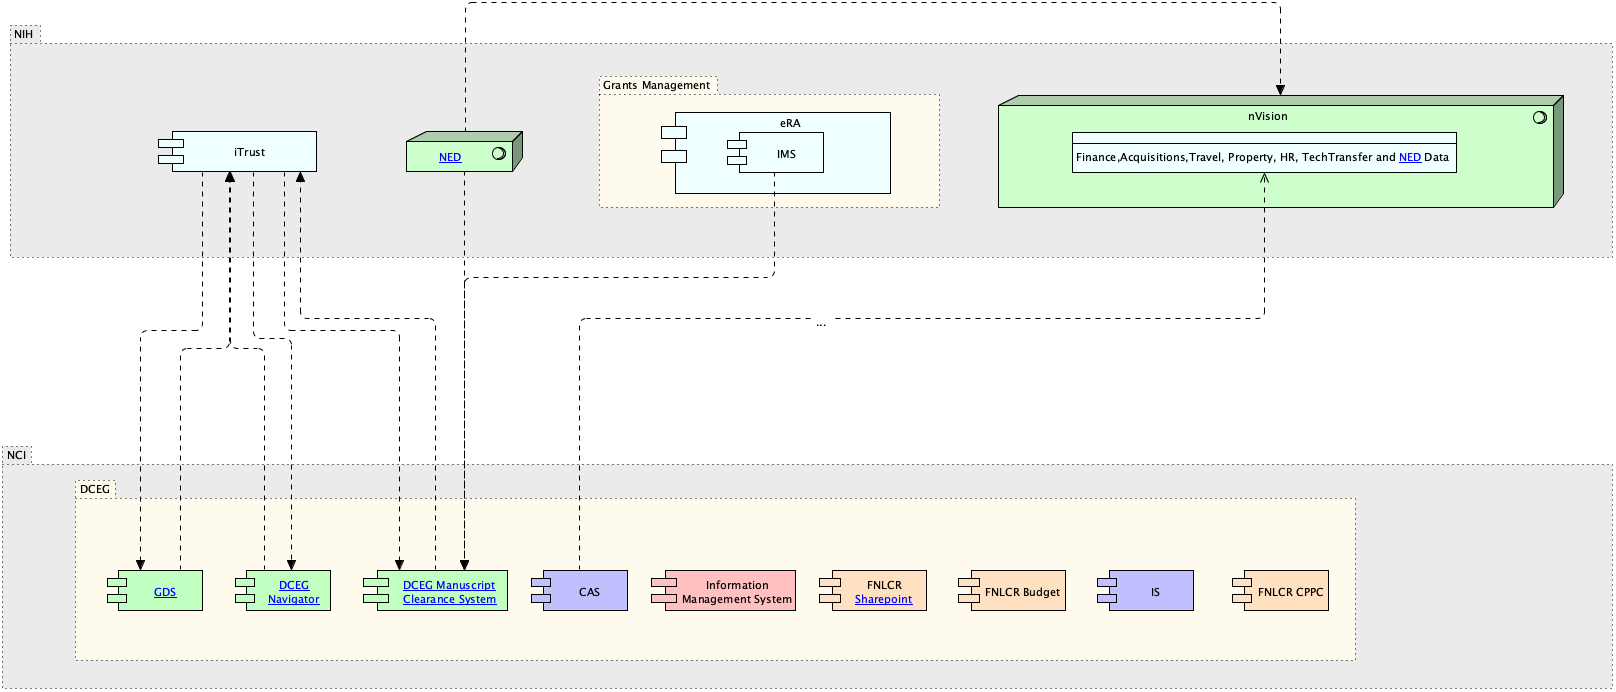 NIH
Grants Management
eRA
nVision
iTrust
NED
IMS
Finance,Acquisitions,Travel, Property, HR, TechTransfer and NED Data
...
NCI
DCEG
GDS
DCEG
Navigator
DCEG Manuscript
Clearance System
CAS
Information
Management System
FNLCR
Sharepoint
FNLCR Budget
IS
FNLCR CPPC